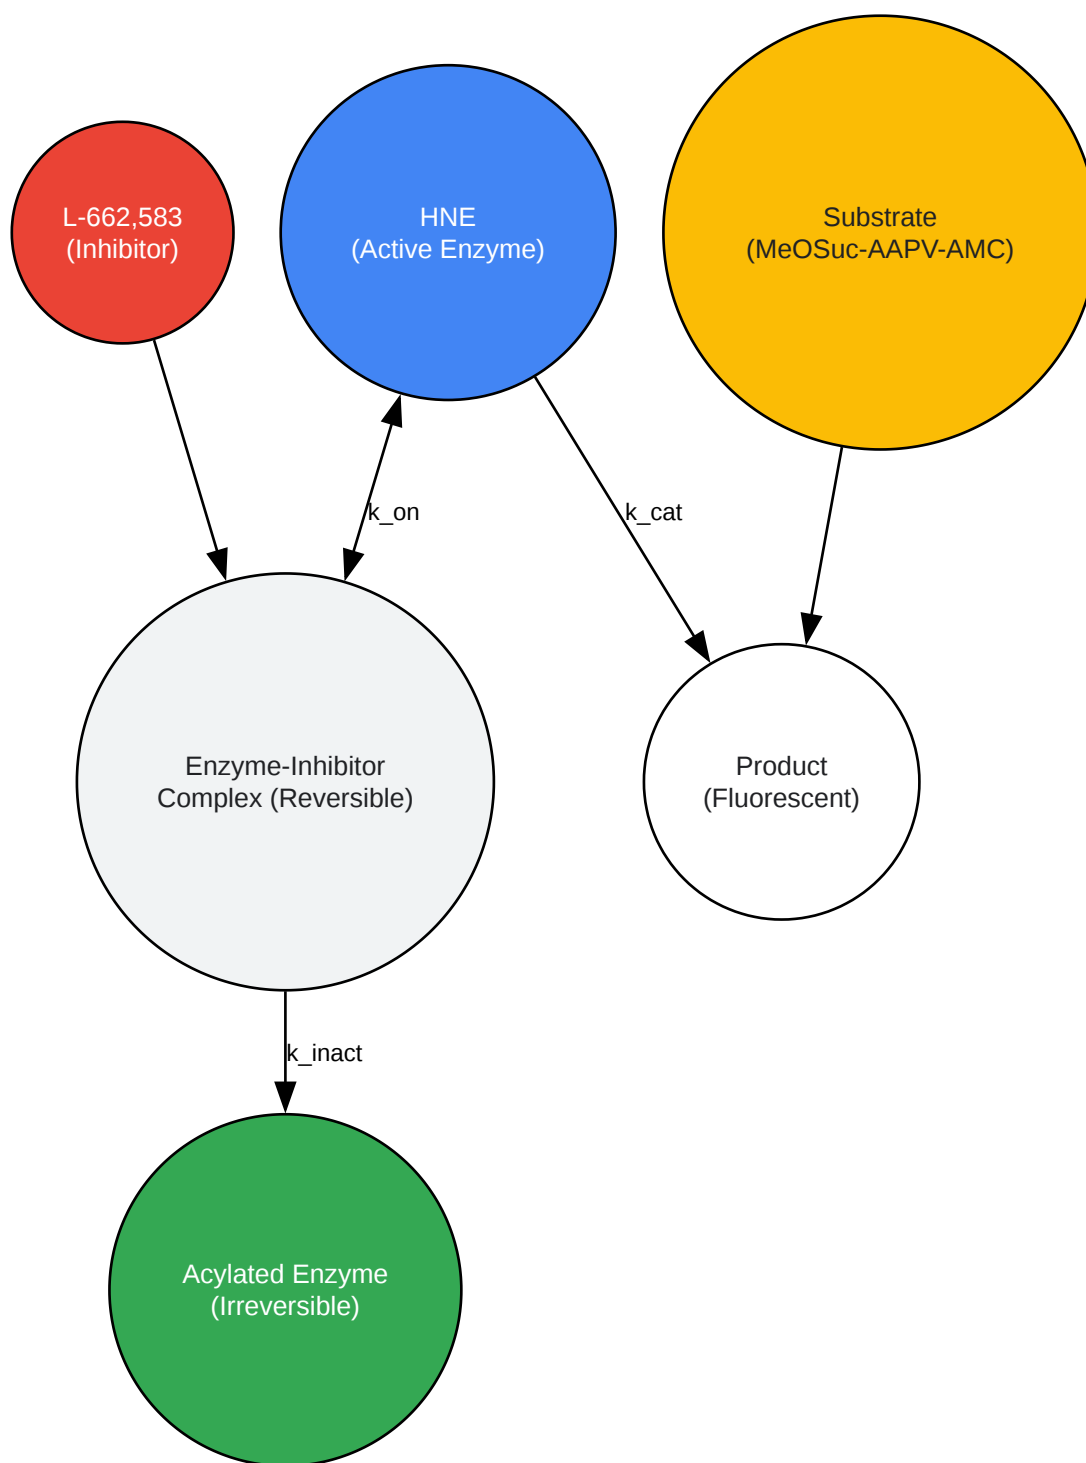 L-662,583
(Inhibitor)
HNE
(Active Enzyme)
Substrate
(MeOSuc-AAPV-AMC)
k_on
k_cat
Enzyme-Inhibitor
Complex (Reversible)
Product
(Fluorescent)
k_inact
Acylated Enzyme
(Irreversible)